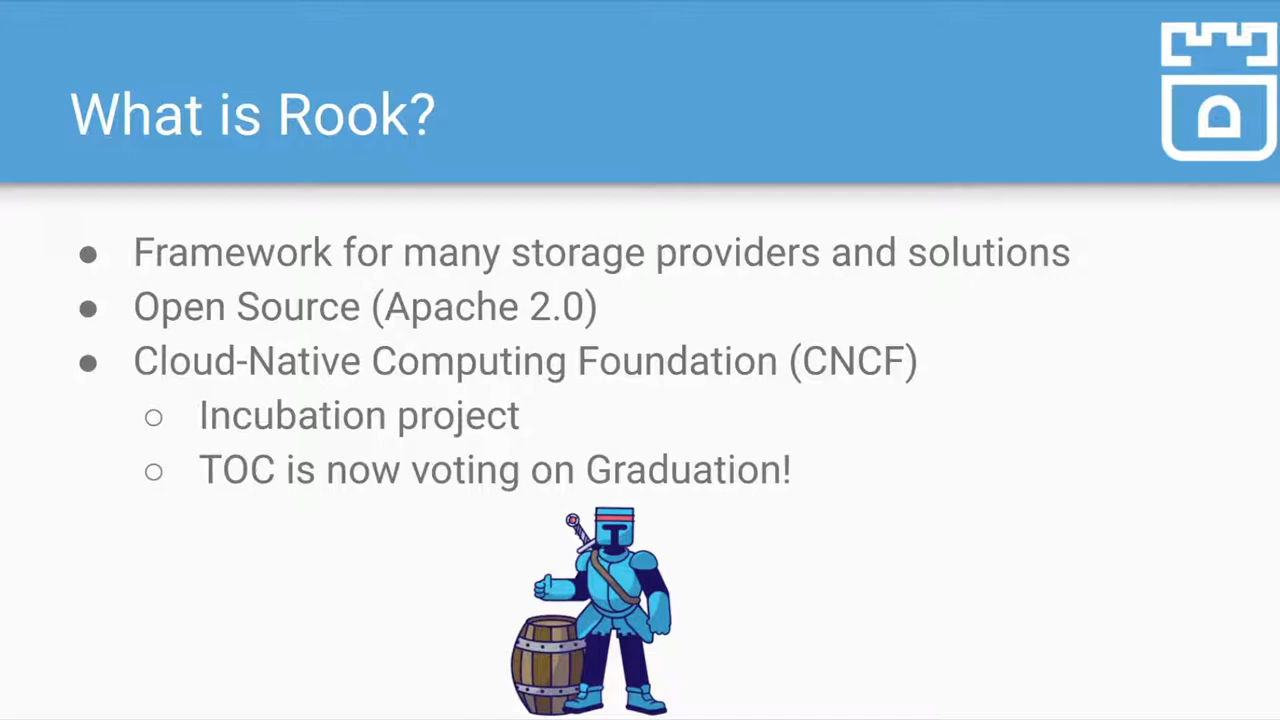 What is Rook?
● Framework for many storage providers and solutions
● Open Source (Apache 2.0)
● Cloud-Native Computing Foundation (CNCF)
○ Incubation project
○ TOC is now voting on Graduation!